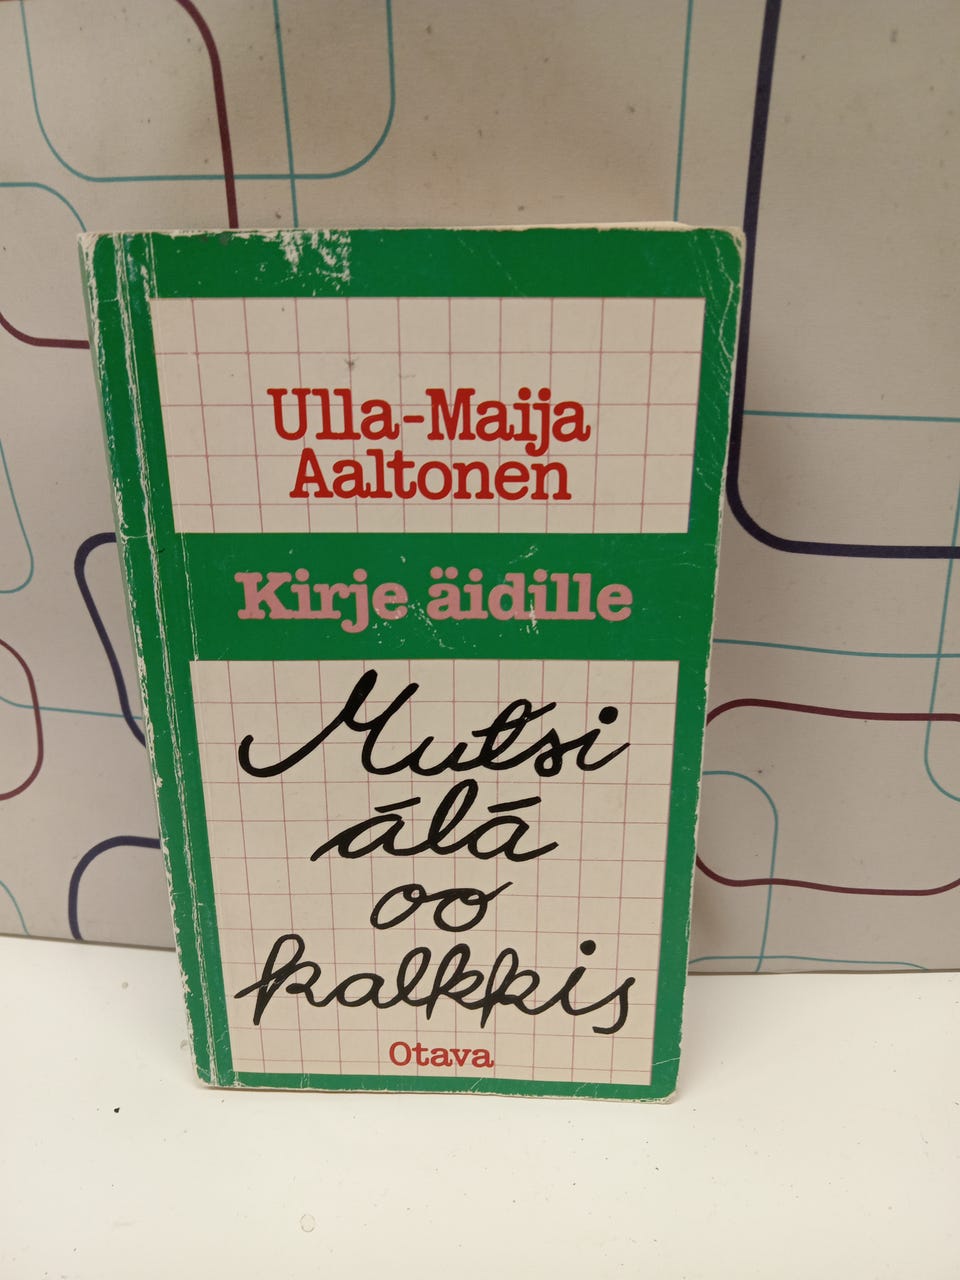 Ulla-Maija
Aaltonen
Kirje äidille
Mutsi
älä
oo
kalkkis
Otava